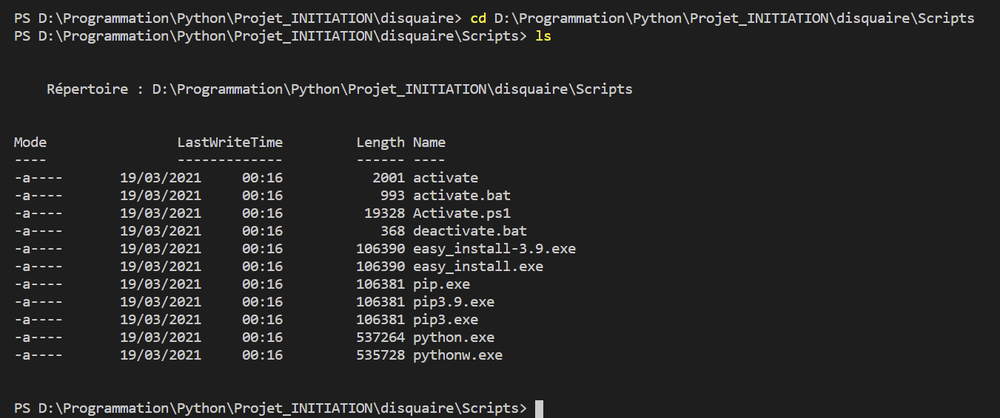 PS D:\Programmation\Python\Projet_INITIATION\disquaire> cd D:\Programmation\Python\Projet_INITIATION\disquaire\Scripts
PS D:\Programmation\Python\Projet_INITIATION\disquaire\Scripts> ls
Répertoire : D:\Programmation\Python\Projet_INITIATION\disquaire\Scripts
Mode LastWriteTime Length Name
---- ------------- ------ ----
-a---- 19/03/2021 00:16 2001 activate
-a---- 19/03/2021 00:16 993 activate.bat
-a---- 19/03/2021 00:16 19328 Activate.ps1
-a---- 19/03/2021 00:16 368 deactivate.bat
-a---- 19/03/2021 00:16 106390 easy_install-3.9.exe
-a---- 19/03/2021 00:16 106390 easy_install.exe
-a---- 19/03/2021 00:16 106381 pip.exe
-a---- 19/03/2021 00:16 106381 pip3.9.exe
-a---- 19/03/2021 00:16 106381 pip3.exe
-a---- 19/03/2021 00:16 537264 python.exe
-a---- 19/03/2021 00:16 535728 pythonw.exe
PS D:\Programmation\Python\Projet_INITIATION\disquaire\Scripts>